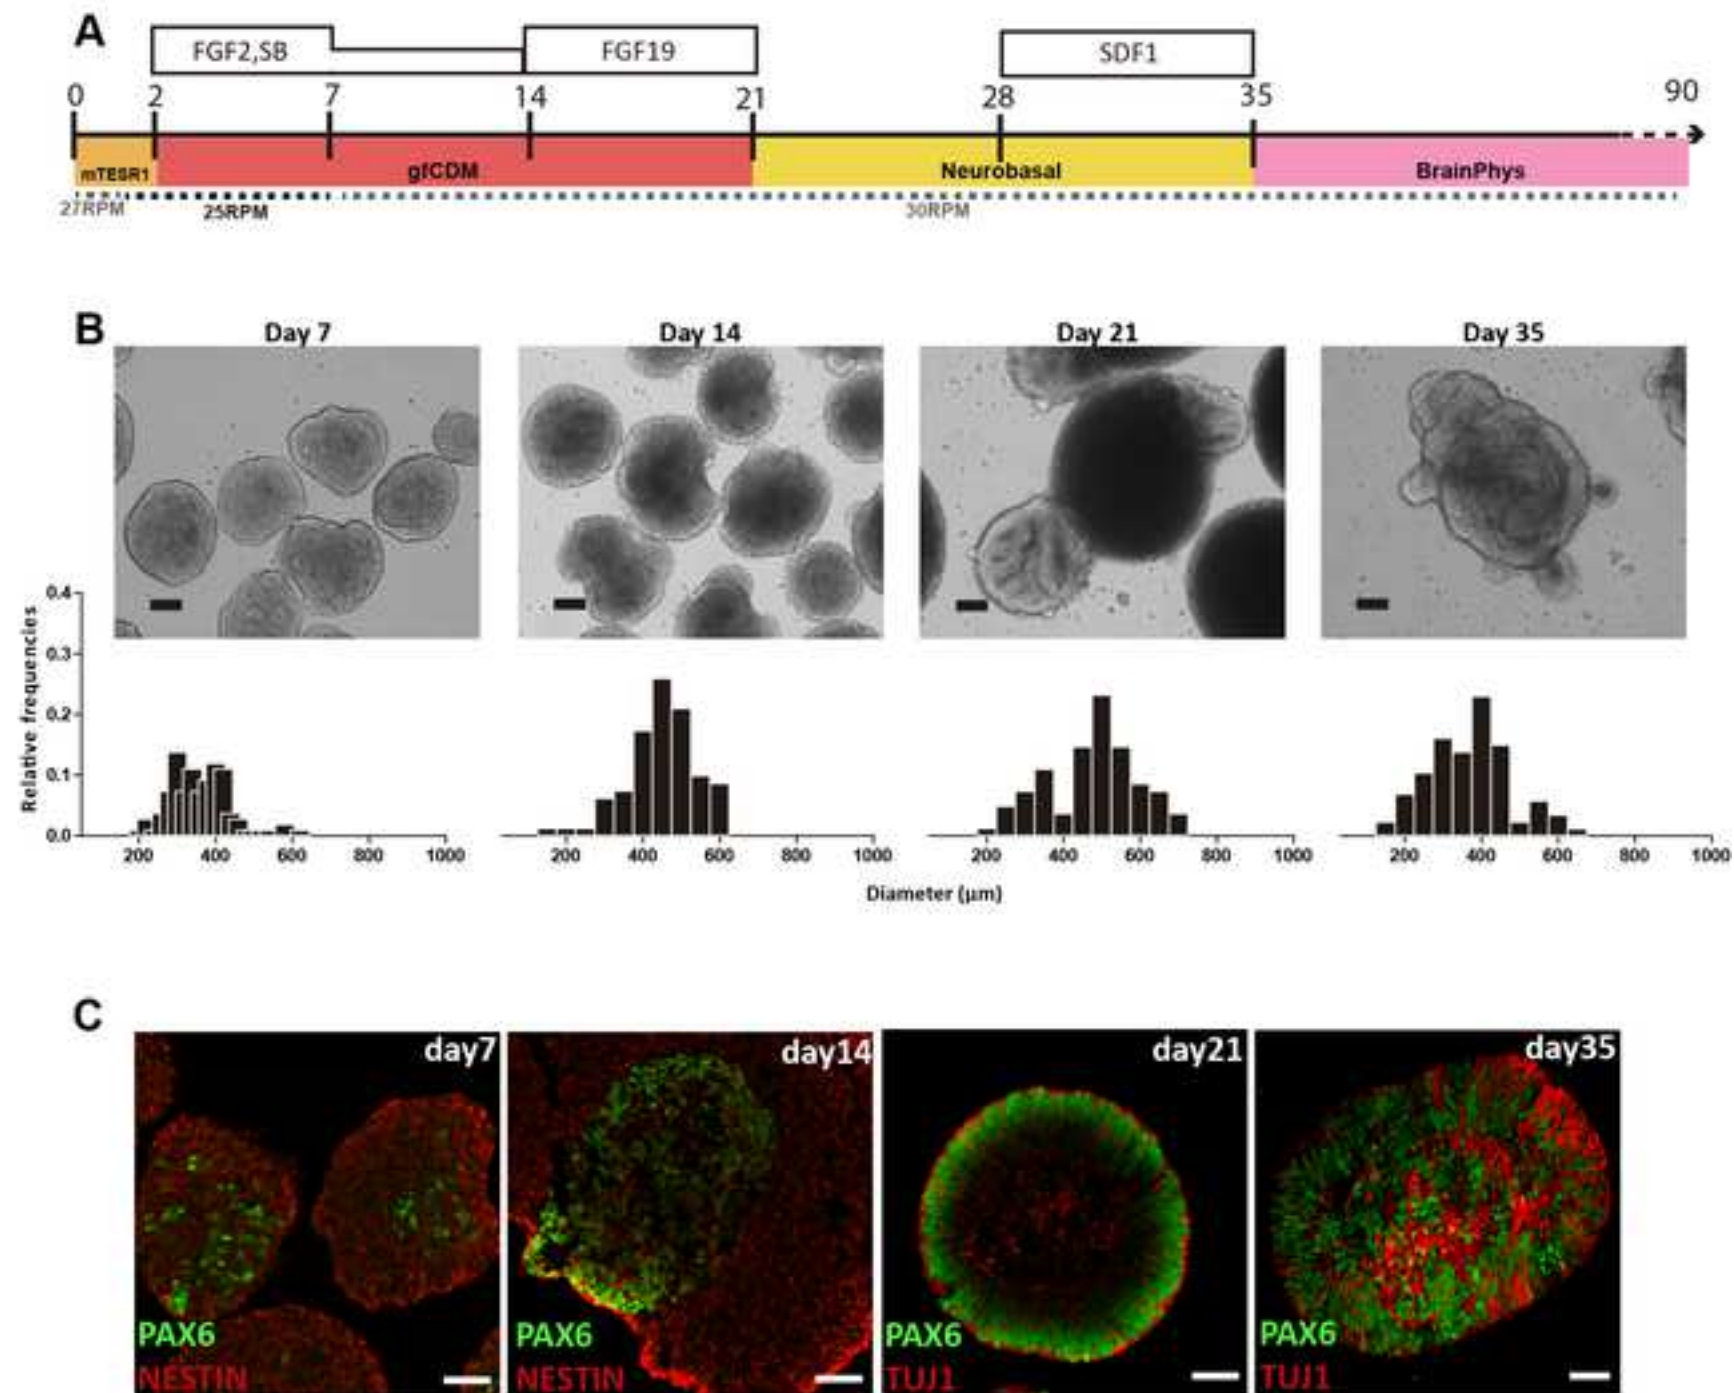 A
FGF2,SB FGF19 SDF1
0 2 7 14 21 28 35 90
mTESR1 gfCDM Neurobasal BrainPhys
27RPM 25RPM 30RPM
B
Day 7 Day 14 Day 21 Day 35
Relative frequencies
0.4
0.3
0.2
0.1
0.0
200 400 600 800 1000 200 400 600 800 1000 200 400 600 800 1000 200 400 600 800 1000
Diameter (μm)
C
day7 day14 day21 day35
PAX6 PAX6 PAX6 PAX6
NESTIN NESTIN TUJ1 TUJ1